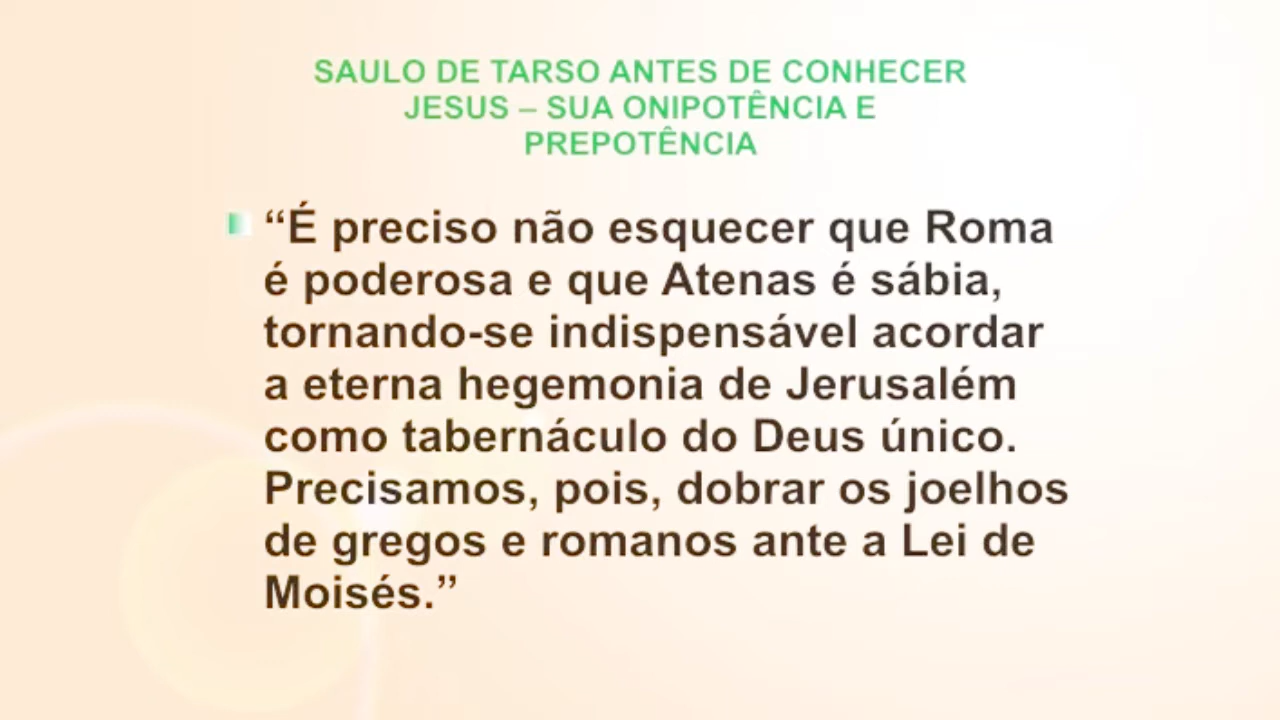 SAULO DE TARSO ANTES DE CONHECER
JESUS – SUA ONIPOTÊNCIA E
PREPOTÊNCIA
“É preciso não esquecer que Roma
é poderosa e que Atenas é sábia,
tornando-se indispensável acordar
a eterna hegemonia de Jerusalém
como tabernáculo do Deus único.
Precisamos, pois, dobrar os joelhos
de gregos e romanos ante a Lei de
Moisés.”